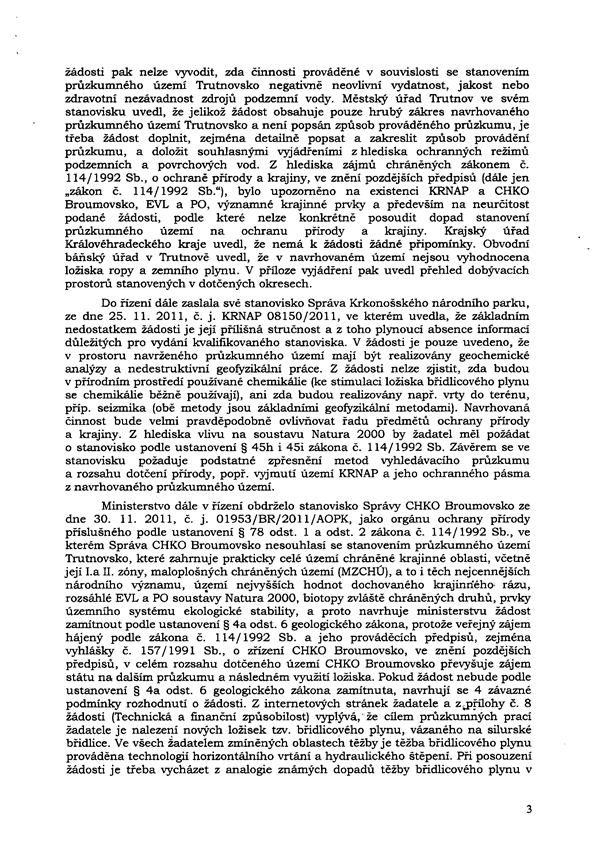 žádosti pak nelze vyvodit, zda činnosti prováděné v souvislosti se stanovením
průzkumného území Trutnovsko negativně neovlivní vydatnost, jakost nebo
zdravotní nezávadnost zdrojů podzemní vody. Městský úřad Trutnov ve svém
stanovisku uvedl, že jelikož žádost obsahuje pouze hrubý zákres navrhovaného
průzkumného území Trutnovsko a není popsán způsob prováděného průzkumu, je
třeba žádost doplnit, zejména detailně popsat a zakreslit způsob provádění
průzkumu, a doložit souhlasnými vyjádřeními z hlediska ochranných režimů
podzemních a povrchových vod. Z hlediska zájmů chráněných zákonem č.
114/1992 Sb., o ochraně přírody a krajiny, ve znění pozdějších předpisů (dále jen
„zákon č. 114/1992 Sb."), bylo upozorněno na existenci KRNAP a CHKO
Broumovsko, EVL a PO, významné krajinné prvky a především na neurčitost
podané žádosti, podle které nelze konkrétně posoudit dopad stanovení
průzkumného území na ochranu přírody a krajiny. Krajský úřad
Královéhradeckého kraje uvedl, že nemá k žádosti žádné připomínky. Obvodní
báňský úřad v Trutnově uvedl, že v navrhovaném území nejsou vyhodnocena
ložiska ropy a zemního plynu. V příloze vyjádření pak uvedl přehled dobývacích
prostorů stanovených v dotčených okresech.
Do řízení dále zaslala své stanovisko Správa Krkonošského národního parku,
ze dne 25. 11. 2011, č. j. KRNAP 08150/2011, ve kterém uvedla, že základním
nedostatkem žádosti je její přílišná stručnost a z toho plynoucí absence informací
důležitých pro vydání kvalifikovaného stanoviska. V žádosti je pouze uvedeno, že
v prostoru navrženého průzkumného území mají být realizovány geochemické
analýzy a nedestruktivní geofyzikální práce. Z žádosti nelze zjistit, zda budou
v přírodním prostředí používané chemikálie (ke stimulaci ložiska břidlicového plynu
se chemikálie běžně používají), ani zda budou realizovány např. vrty do terénu,
příp. seizmika (obě metody jsou základními geofyzikální metodami). Navrhovaná
činnost bude velmi pravděpodobně ovlivňovat řadu předmětů ochrany přírody
a krajiny. Z hlediska vlivu na soustavu Natura 2000 by žadatel měl požádat
o stanovisko podle ustanovení § 45h i 45i zákona č. 114/1992 Sb. Závěrem se ve
stanovisku požaduje podstatné zpřesnění metod vyhledávacího průzkumu
a rozsahu dotčení přírody, popř. vyjmutí území KRNAP a jeho ochranného pásma
z navrhovaného průzkumného území.
Ministerstvo dále v řízení obdrželo stanovisko Správy CHKO Broumovsko ze
dne 30. 11. 2011, č. j. 01953/BR/2011/AOPK, jako orgánu ochrany přírody
příslušného podle ustanovení § 78 odst. 1 a odst. 2 zákona č. 114/1992 Sb., ve
kterém Správa CHKO Broumovsko nesouhlasí se stanovením průzkumného území
Trutnovsko, které zahrnuje prakticky celé území chráněné krajinné oblasti, včetně
její I.a II. zóny, maloplošných chráněných území (MZCHÚ), a to i těch nejcennějších
národního významu, území nejvyšších hodnot dochovaného krajinného rázu,
rozsáhlé EVL a PO soustavy Natura 2000, biotopy zvláště chráněných druhů, prvky
územního systému ekologické stability, a proto navrhuje ministerstvu žádost
zamítnout podle ustanovení § 4a odst. 6 geologického zákona, protože veřejný zájem
hájený podle zákona č. 114/1992 Sb. a jeho prováděcích předpisů, zejména
vyhlášky č. 157/1991 Sb., o zřízení CHKO Broumovsko, ve znění pozdějších
předpisů, v celém rozsahu dotčeného území CHKO Broumovsko převyšuje zájem
státu na dalším průzkumu a následném využití ložiska. Pokud žádost nebude podle
ustanovení § 4a odst. 6 geologického zákona zamítnuta, navrhují se 4 závazné
podmínky rozhodnutí o žádosti. Z internetových stránek žadatele a z přílohy č. 8
žádosti (Technická a finanční způsobilost) vyplývá, že cílem průzkumných prací
žadatele je nalezení nových ložisek tzv. břidlicového plynu, vázaného na silurské
břidlice. Ve všech žadatelem zmíněných oblastech těžby je těžba břidlicového plynu
prováděna technologií horizontálního vrtání a hydraulického štěpení. Při posouzení
žádosti je třeba vycházet z analogie známých dopadů těžby břidlicového plynu v
3